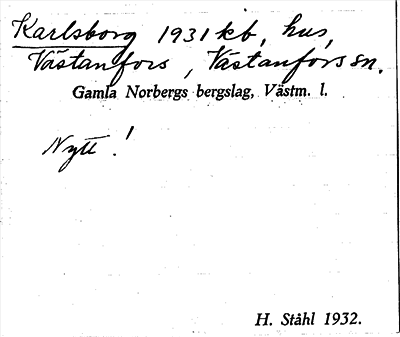 Karlsborg 1931 kb, hus,
Västanfors, Västanfors sn.
Gamla Norbergs bergslag, Västm. l.
Nytt!
H. Ståhl 1932.